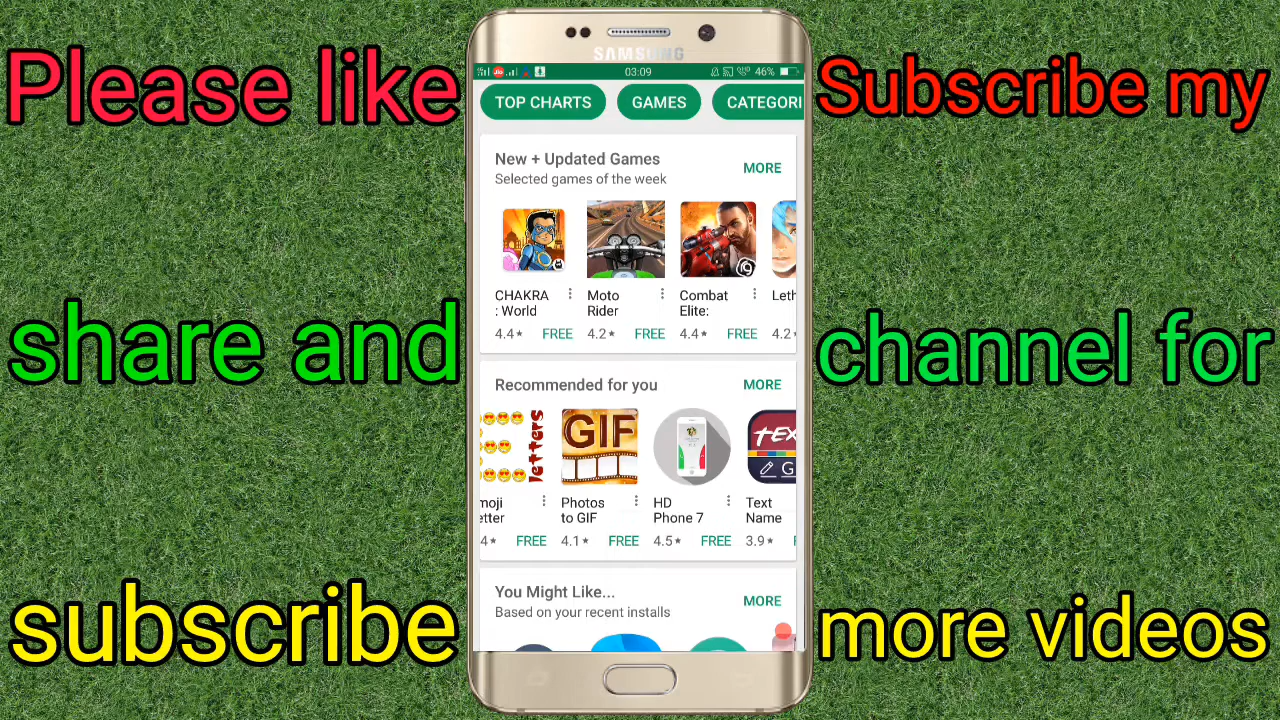 Please like
share and
subscribe
SAMSUNG
03:09
46%
TOP CHARTS
GAMES
CATEGORI
New + Updated Games
Selected games of the week
MORE
CHAKRA
: World
4.4★ FREE
Moto
Rider
4.2★ FREE
Combat
Elite:
4.4★ FREE
Leth
4.2
Recommended for you
MORE
letters
moji
etter
4★ FREE
GIF
Photos
to GIF
4.1★ FREE
HD
Phone 7
4.5★ FREE
TEX
G
Text
Name
3.9★
You Might Like...
Based on your recent installs
MORE
Subscribe my
channel for
more videos